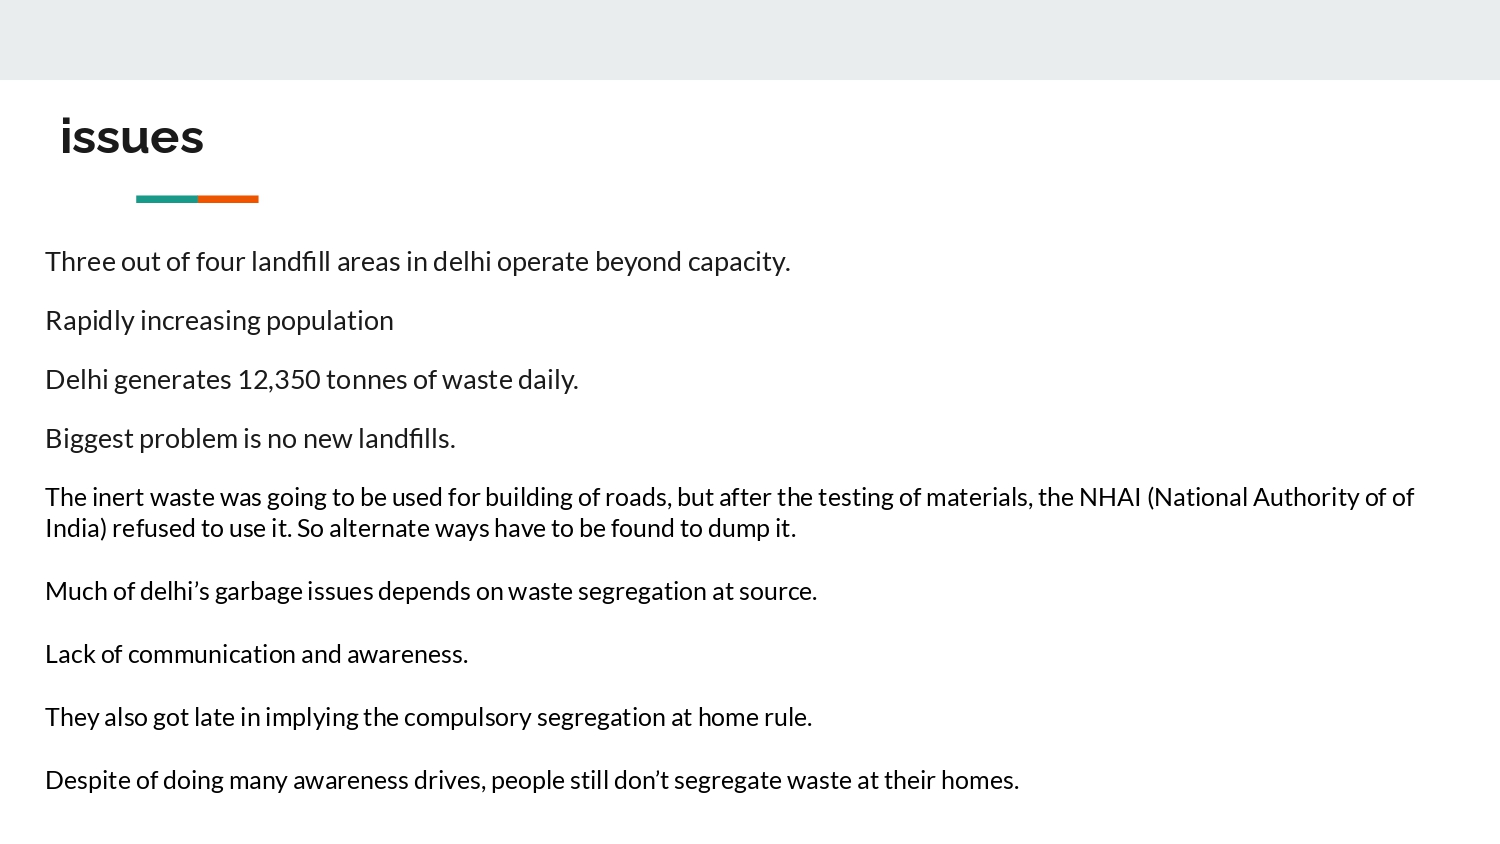 issues
Three out of four landfill areas in delhi operate beyond capacity.
Rapidly increasing population
Delhi generates 12,350 tonnes of waste daily.
Biggest problem is no new landfills.
The inert waste was going to be used for building of roads, but after the testing of materials, the NHAI (National Authority of of
India) refused to use it. So alternate ways have to be found to dump it.
Much of delhi’s garbage issues depends on waste segregation at source.
Lack of communication and awareness.
They also got late in implying the compulsory segregation at home rule.
Despite of doing many awareness drives, people still don’t segregate waste at their homes.